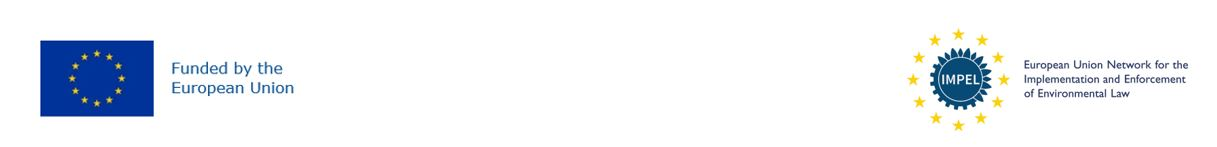 Funded by the
European Union
IMPEL
European Union Network for the
Implementation and Enforcement
of Environmental Law